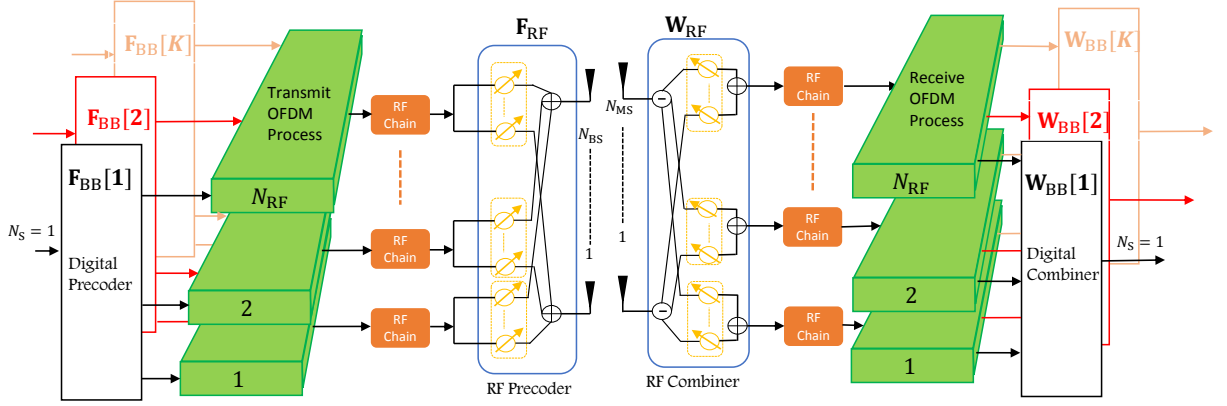 F_BB[K]
F_BB[2]
F_BB[1]
N_S = 1
Digital
Precoder
Transmit
OFDM
Process
N_RF
2
1
RF
Chain
RF
Chain
RF
Chain
F_RF
RF Precoder
N_BS
1
N_MS
1
W_RF
RF Combiner
RF
Chain
RF
Chain
RF
Chain
Receive
OFDM
Process
N_RF
2
1
W_BB[K]
W_BB[2]
W_BB[1]
Digital
Combiner
N_S = 1